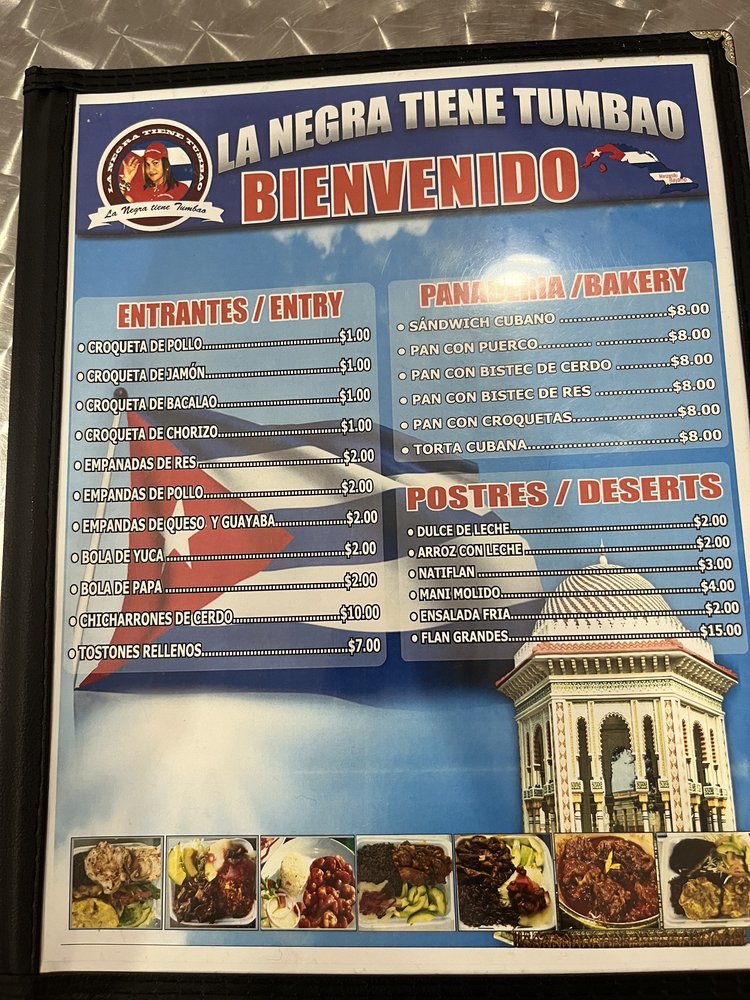 LA NEGRA TIENE TUMBAO
BIENVENIDO
LA NEGRA TIENE TUMBAO
La Negra tiene Tumbao
ENTRANTES / ENTRY
• CROQUETA DE POLLO..............................$1.00
• CROQUETA DE JAMÓN..............................$1.00
• CROQUETA DE BACALAO..............................$1.00
• CROQUETA DE CHORIZO..............................$1.00
• EMPANADAS DE RES..............................$2.00
• EMPANDAS DE POLLO..............................$2.00
• EMPANDAS DE QUESO Y GUAYABA....................$2.00
• BOLA DE YUCA ..............................$2.00
• BOLA DE PAPA ..............................$2.00
• CHICHARRONES DE CERDO......................$10.00
• TOSTONES RELLENOS..............................$7.00
PANADERIA /BAKERY
• SÁNDWICH CUBANO ......................$8.00
• PAN CON PUERCO........... ................$8.00
• PAN CON BISTEC DE CERDO ..............$8.00
• PAN CON BISTEC DE RES ................$8.00
• PAN CON CROQUETAS.....................$8.00
• TORTA CUBANA..............................$8.00
POSTRES / DESERTS
• DULCE DE LECHE..............................$2.00
• ARROZ CON LECHE..............................$2.00
• NATIFLAN ..............................$3.00
• MANI MOLIDO..............................$4.00
• ENSALADA FRIA..............................$2.00
• FLAN GRANDES..............................$15.00